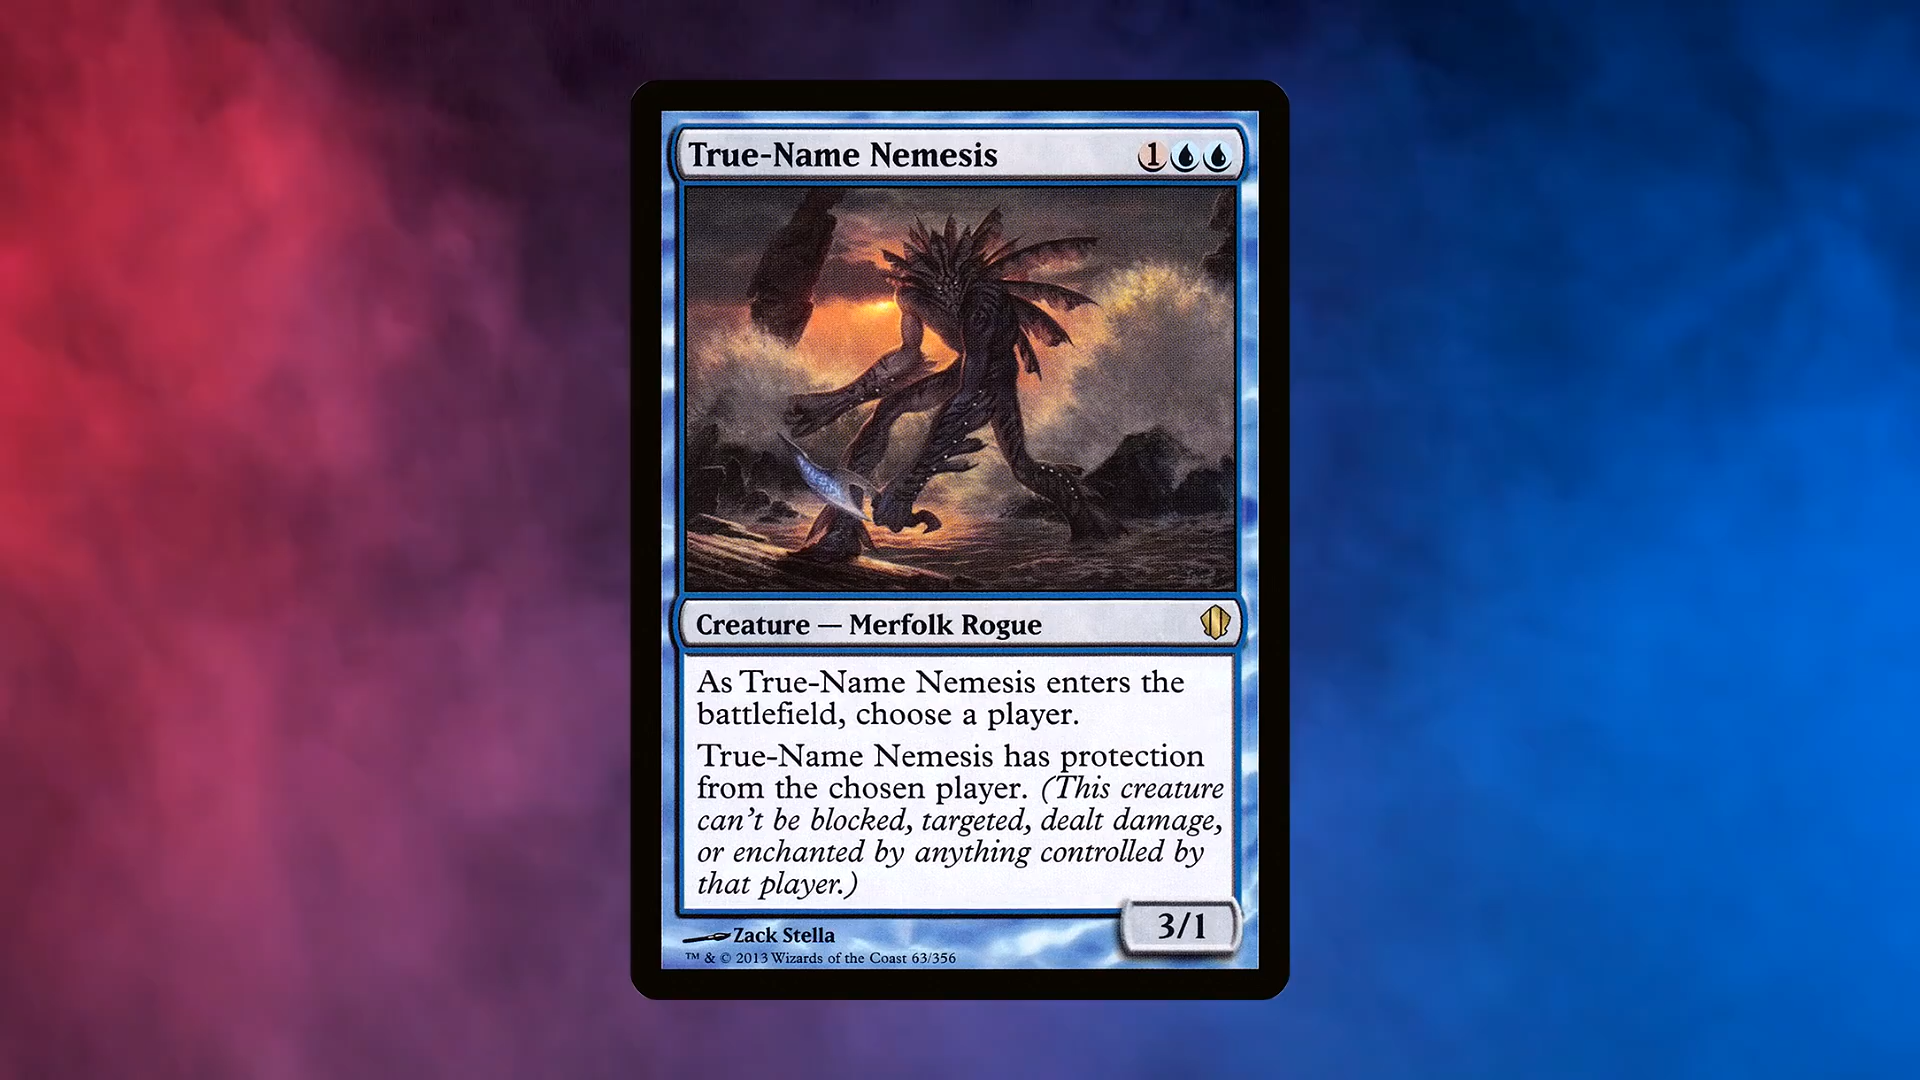 True-Name Nemesis 1
Creature — Merfolk Rogue
As True-Name Nemesis enters the
battlefield, choose a player.
True-Name Nemesis has protection
from the chosen player. (This creature
can't be blocked, targeted, dealt damage,
or enchanted by anything controlled by
that player.)
3/1
Zack Stella
™ & © 2013 Wizards of the Coast 63/356